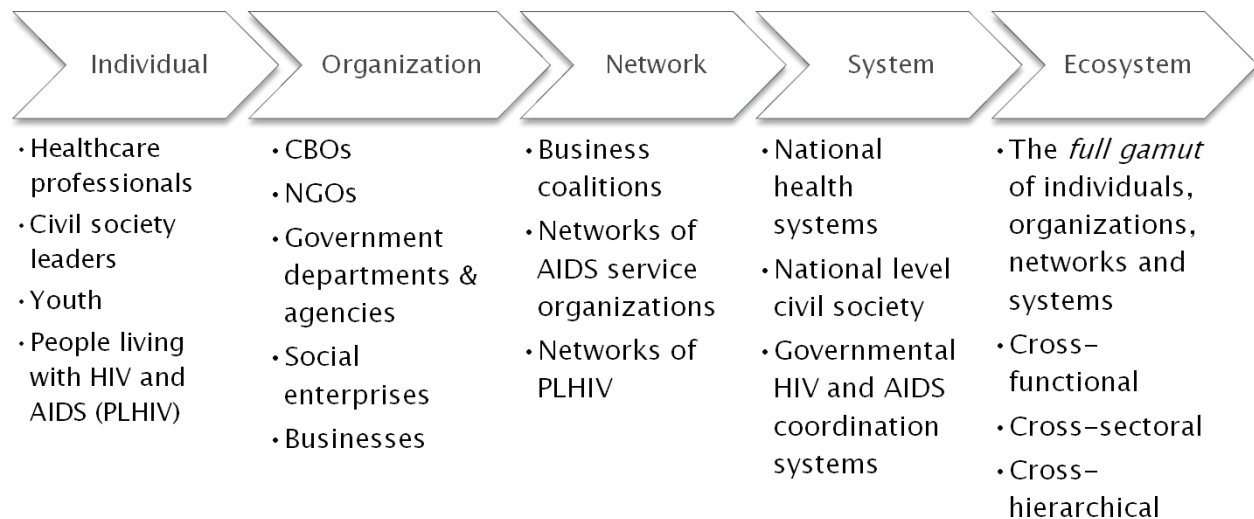 Individual
Organization
Network
System
Ecosystem
• Healthcare
professionals
• Civil society
leaders
• Youth
• People living
with HIV and
AIDS (PLHIV)
• CBOs
• NGOs
• Government
departments &
agencies
• Social
enterprises
• Businesses
• Business
coalitions
• Networks of
AIDS service
organizations
• Networks of
PLHIV
• National
health
systems
• National level
civil society
• Governmental
HIV and AIDS
coordination
systems
• The full gamut
of individuals,
organizations,
networks and
systems
• Cross-
functional
• Cross-sectoral
• Cross-
hierarchical